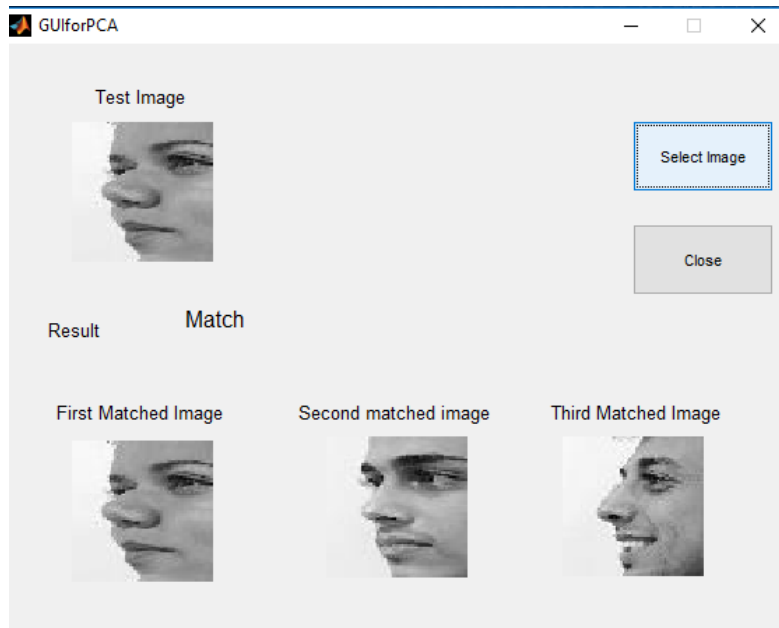 GUIforPCA
Test Image
Select Image
Close
Match
Result
First Matched Image
Second matched image
Third Matched Image